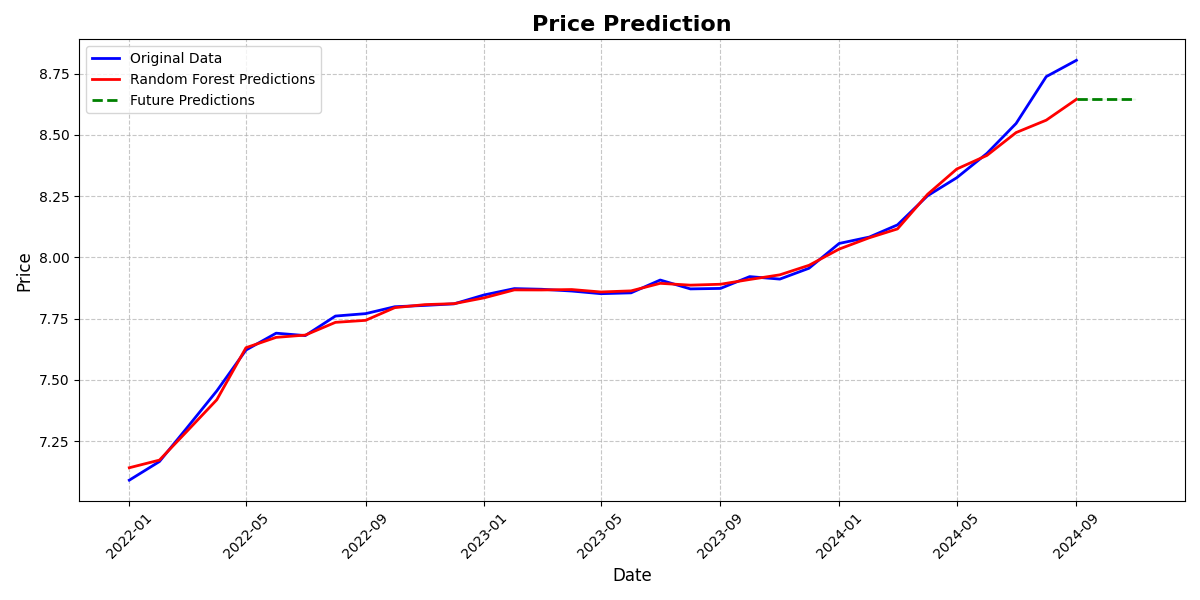 Price Prediction
Original Data
Random Forest Predictions
Future Predictions
8.75
8.50
8.25
8.00
7.75
7.50
7.25
Price
2022-01
2022-05
2022-09
2023-01
2023-05
2023-09
2024-01
2024-05
2024-09
Date